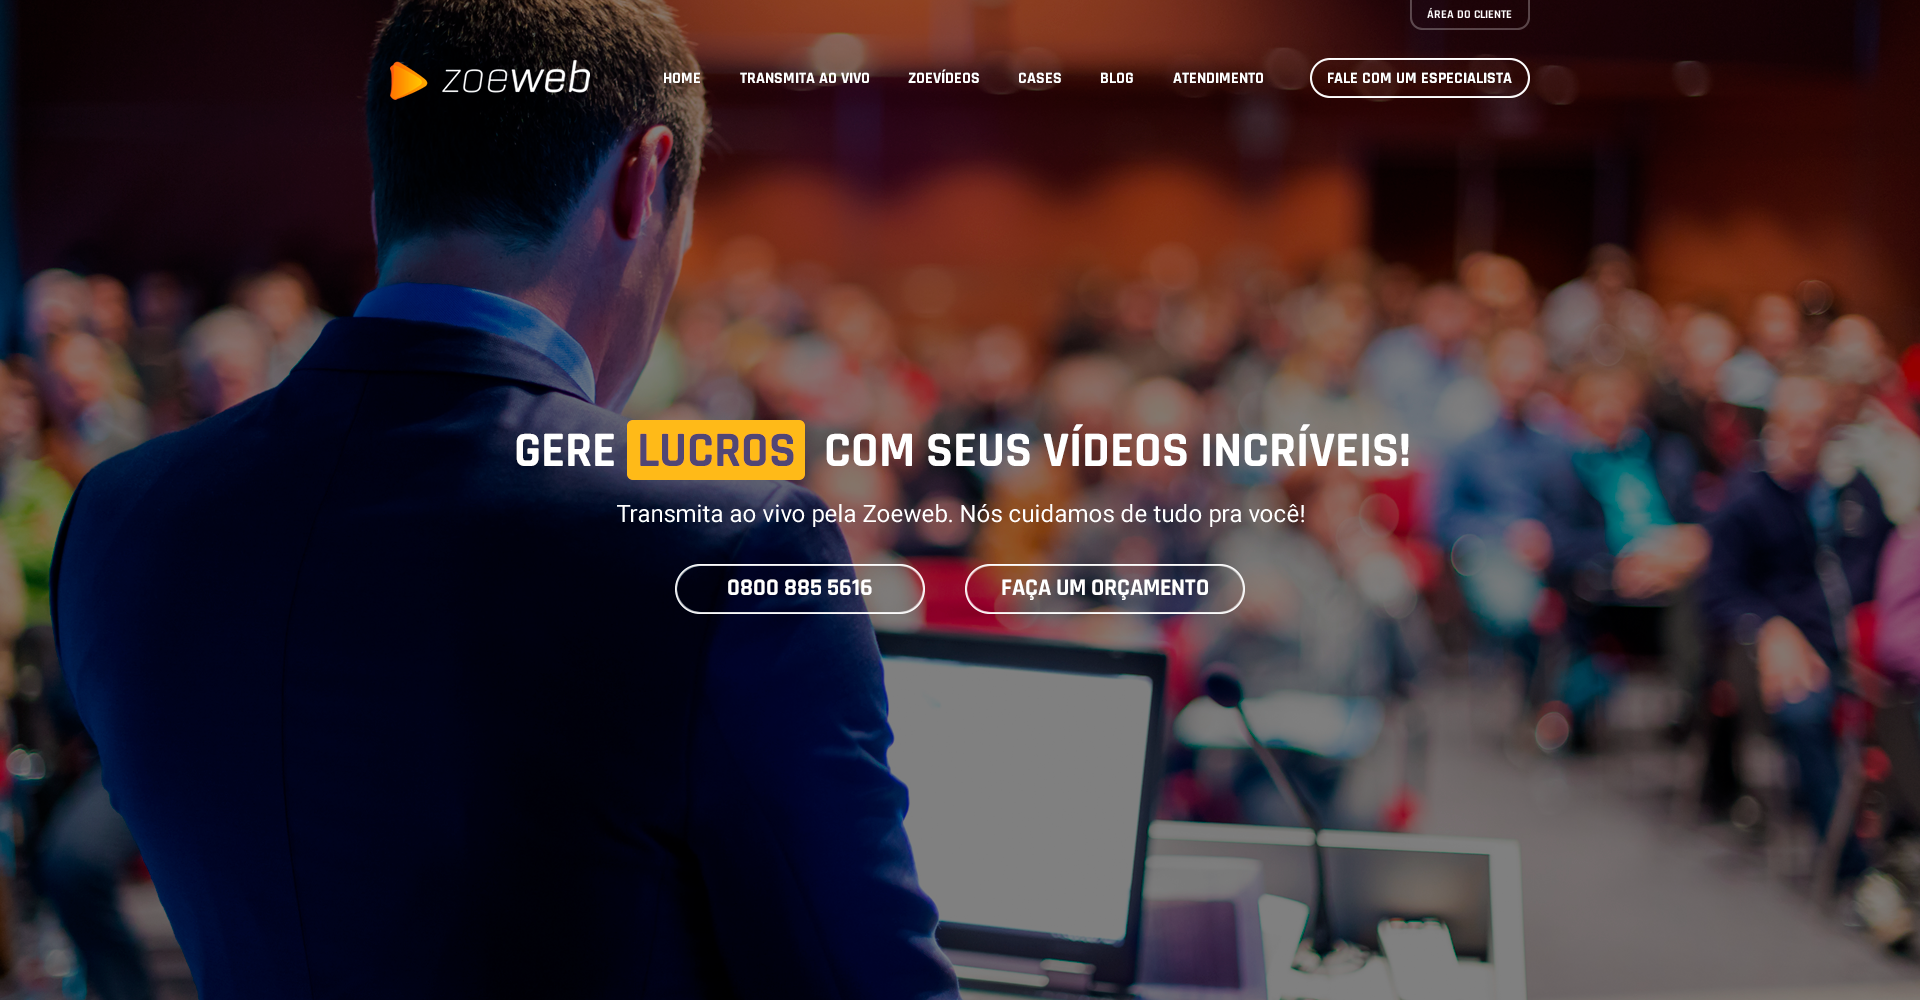 ÁREA DO CLIENTE
zoeweb
HOME TRANSMITA AO VIVO ZOEVÍDEOS CASES BLOG ATENDIMENTO FALE COM UM ESPECIALISTA
GERE LUCROS COM SEUS VÍDEOS INCRÍVEIS!
Transmita ao vivo pela Zoeweb. Nós cuidamos de tudo pra você!
0800 885 5616 FAÇA UM ORÇAMENTO